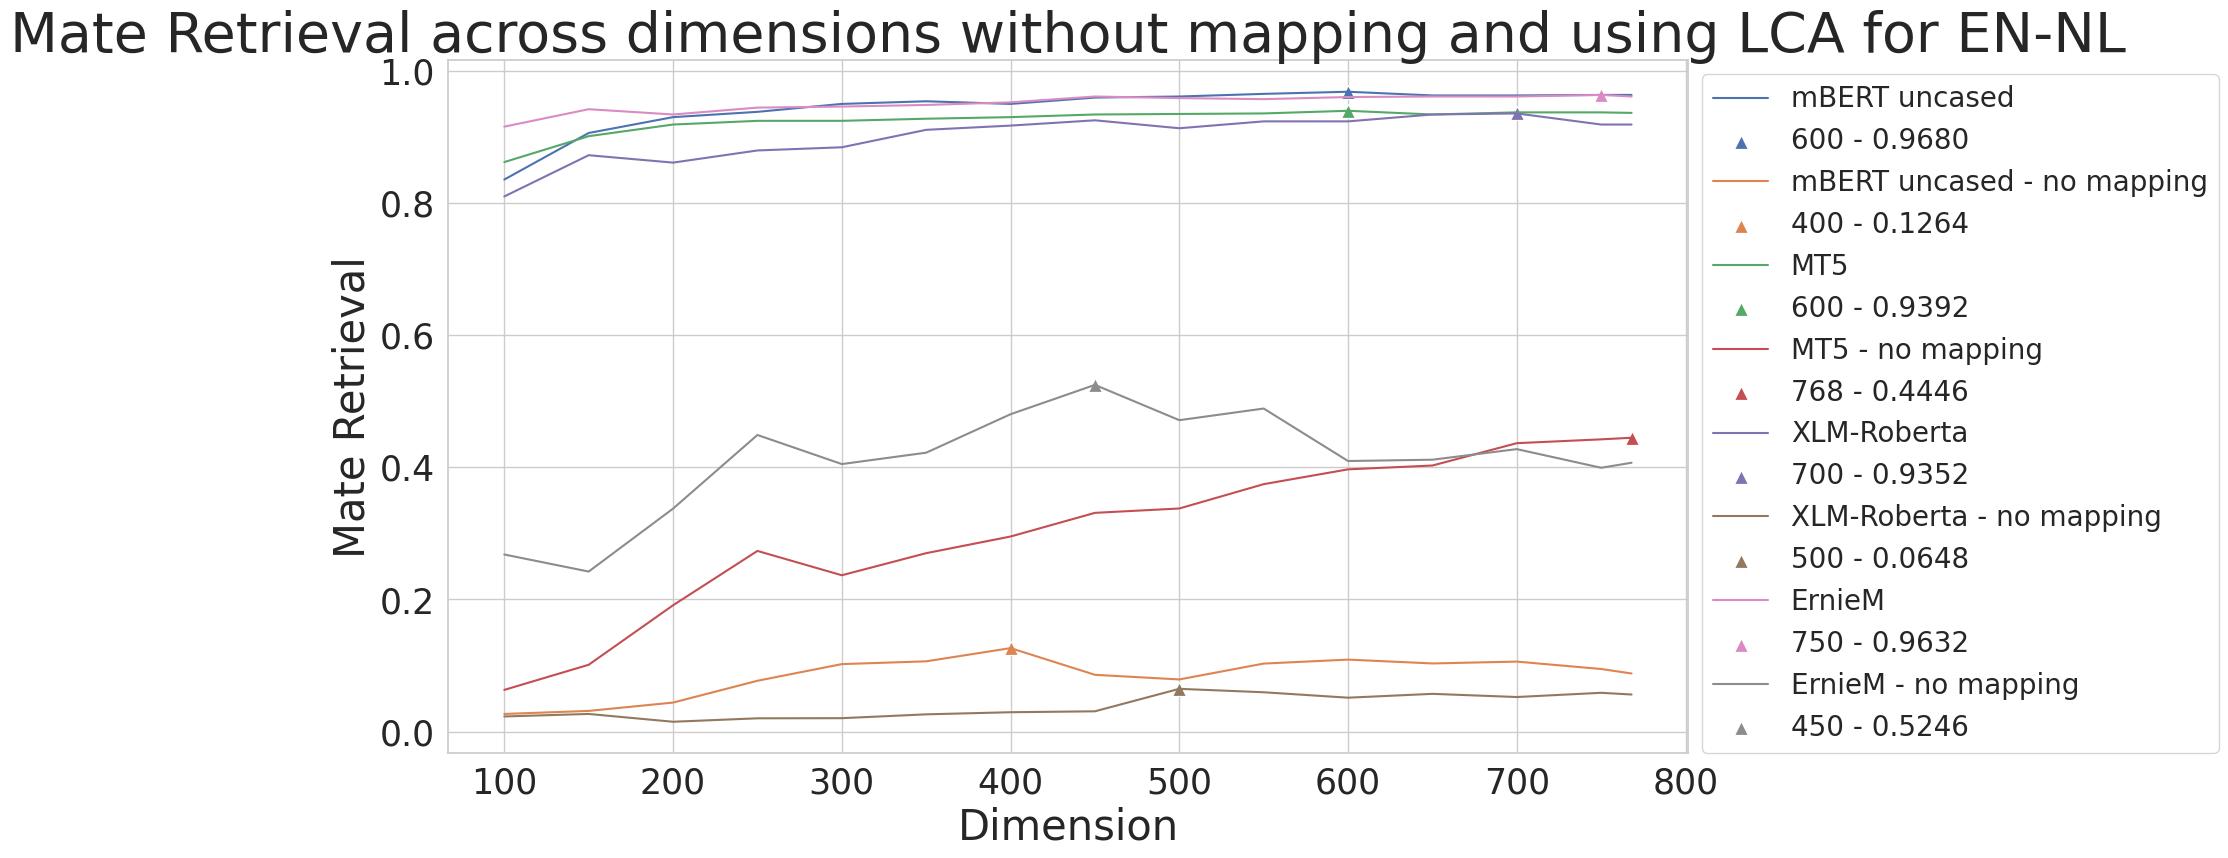 Mate Retrieval across dimensions without mapping and using LCA for EN-NL
1.0
0.8
0.6
0.4
0.2
0.0
Mate Retrieval
100 200 300 400 500 600 700 800
Dimension
mBERT uncased
600 - 0.9680
mBERT uncased - no mapping
400 - 0.1264
MT5
600 - 0.9392
MT5 - no mapping
768 - 0.4446
XLM-Roberta
700 - 0.9352
XLM-Roberta - no mapping
500 - 0.0648
ErnieM
750 - 0.9632
ErnieM - no mapping
450 - 0.5246